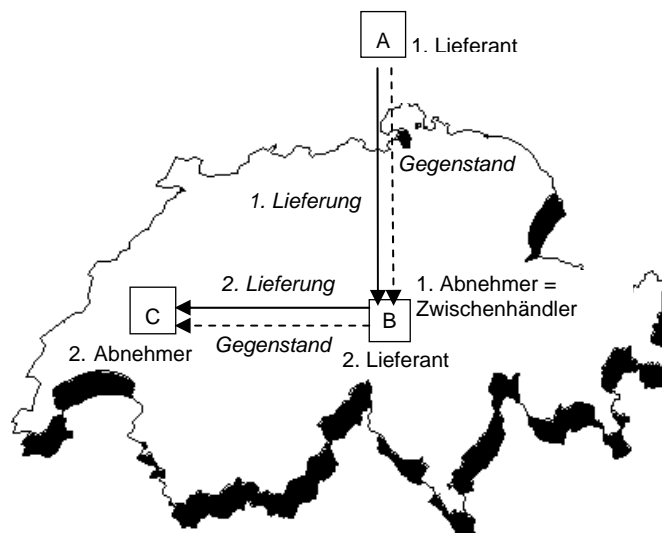 A
1. Lieferant
Gegenstand
1. Lieferung
2. Lieferung
1. Abnehmer =
Zwischenhändler
C
B
2. Abnehmer
Gegenstand
2. Lieferant